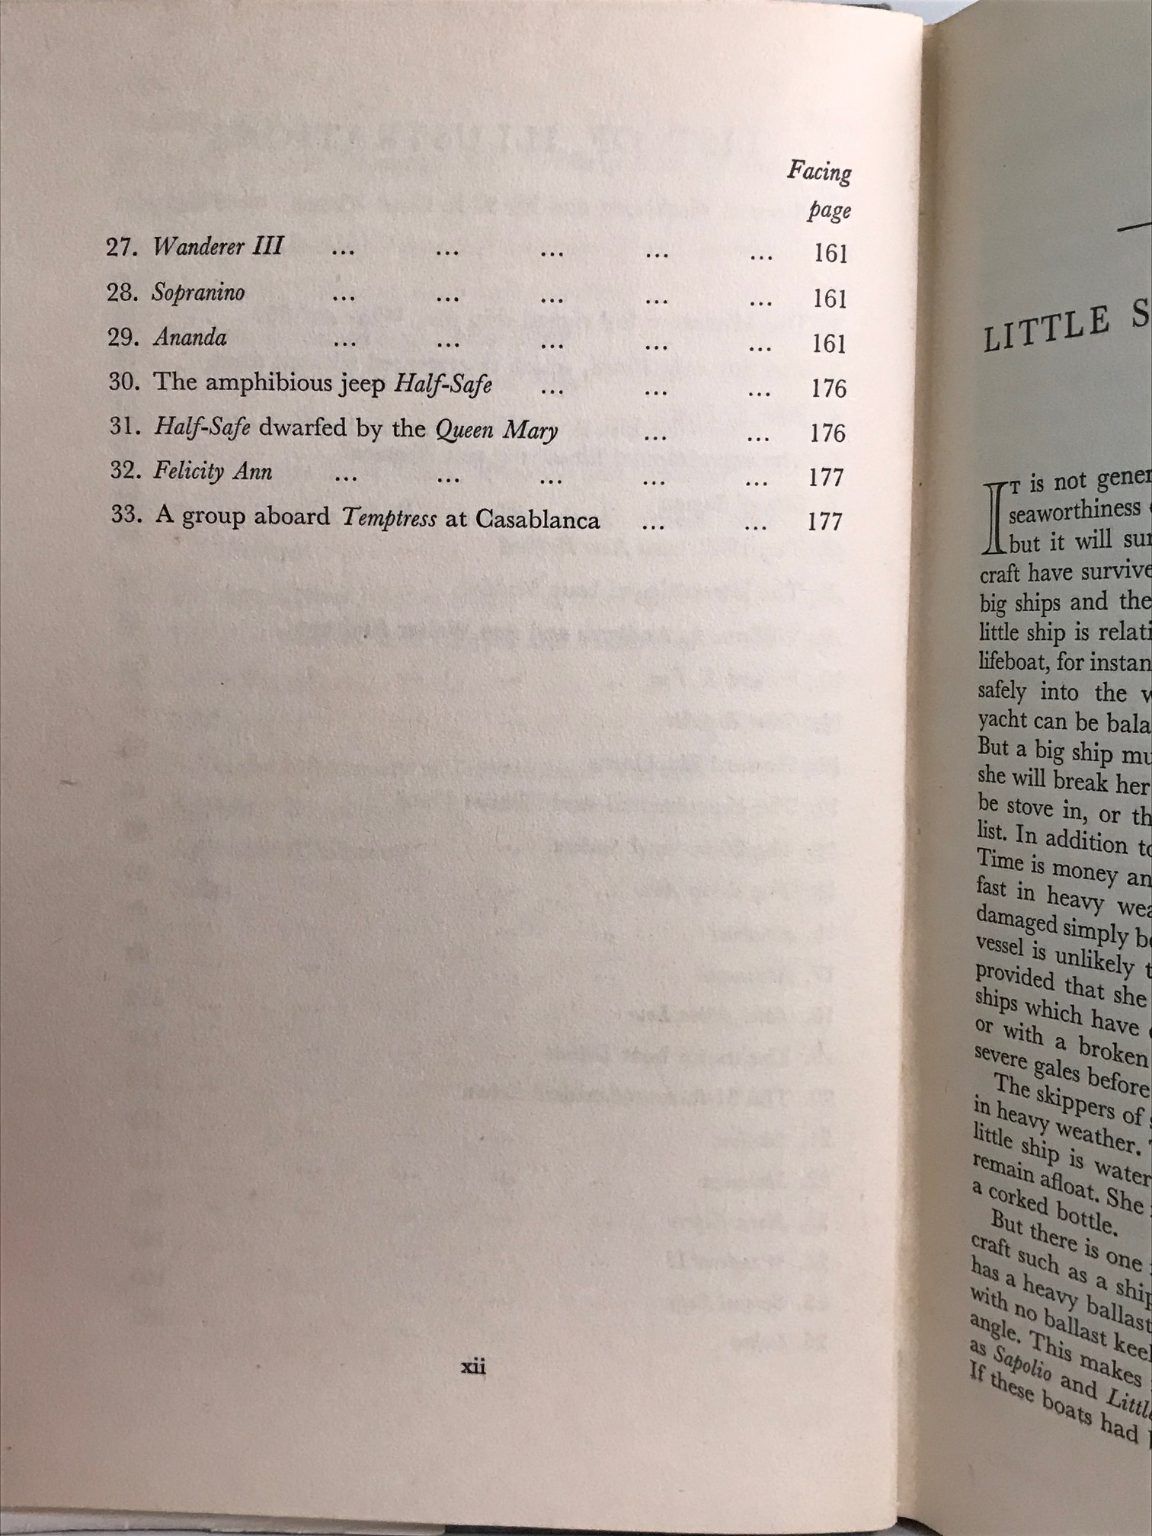 Facing
page
27. Wanderer III ... ... ... ... ... 161
28. Sopranino ... ... ... ... ... 161
29. Ananda ... ... ... ... ... 161
30. The amphibious jeep Half-Safe ... ... ... 176
31. Half-Safe dwarfed by the Queen Mary ... ... 176
32. Felicity Ann ... ... ... ... ... 177
33. A group aboard Temptress at Casablanca ... ... 177
xii
LITTLE S
IT is not gener
seaworthiness
but it will sur
craft have survive
big ships and the
little ship is relati
lifeboat, for instan
safely into the w
yacht can be bala
But a big ship mu
she will break her
be stove in, or th
list. In addition to
Time is money an
fast in heavy wea
damaged simply be
vessel is unlikely t
provided that she
ships which have
or with a broken
severe gales before
The skippers of s
in heavy weather. T
little ship is water
remain afloat. She
a corked bottle.
But there is one
craft such as a ship
has a heavy ballast
with no ballast keel
angle. This makes
as Sapolio and Little
If these boats had